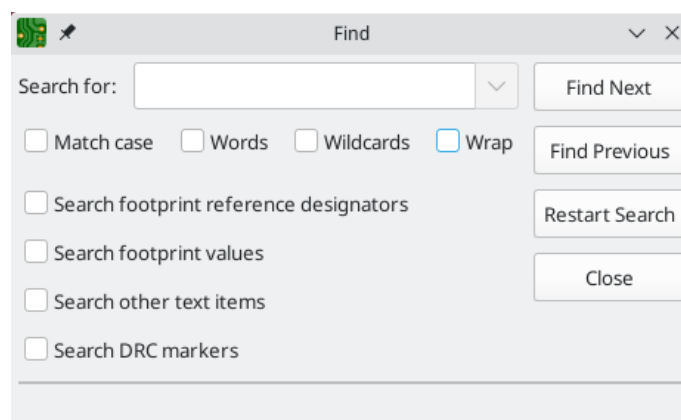 Find
Search for:
Find Next
Match case Words Wildcards Wrap
Find Previous
Search footprint reference designators
Restart Search
Search footprint values
Close
Search other text items
Search DRC markers